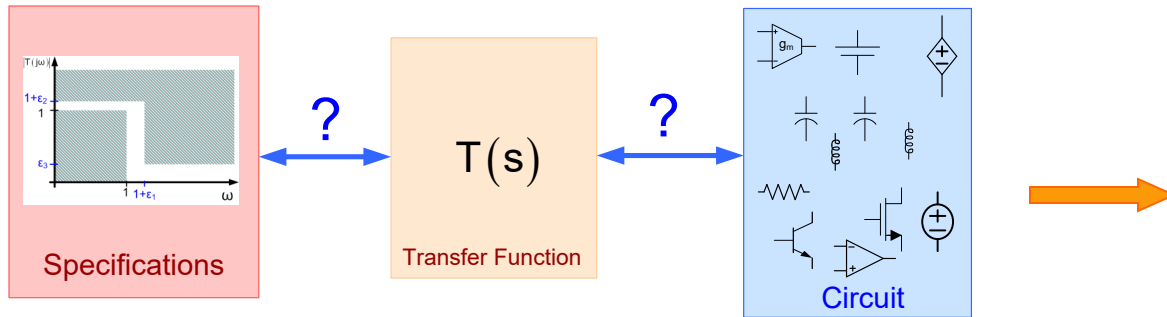 |T(jω)|
1+ε₂
1
ε₃
1
1+ε₁
ω
Specifications
?
T(s)
Transfer Function
?
gm
Circuit